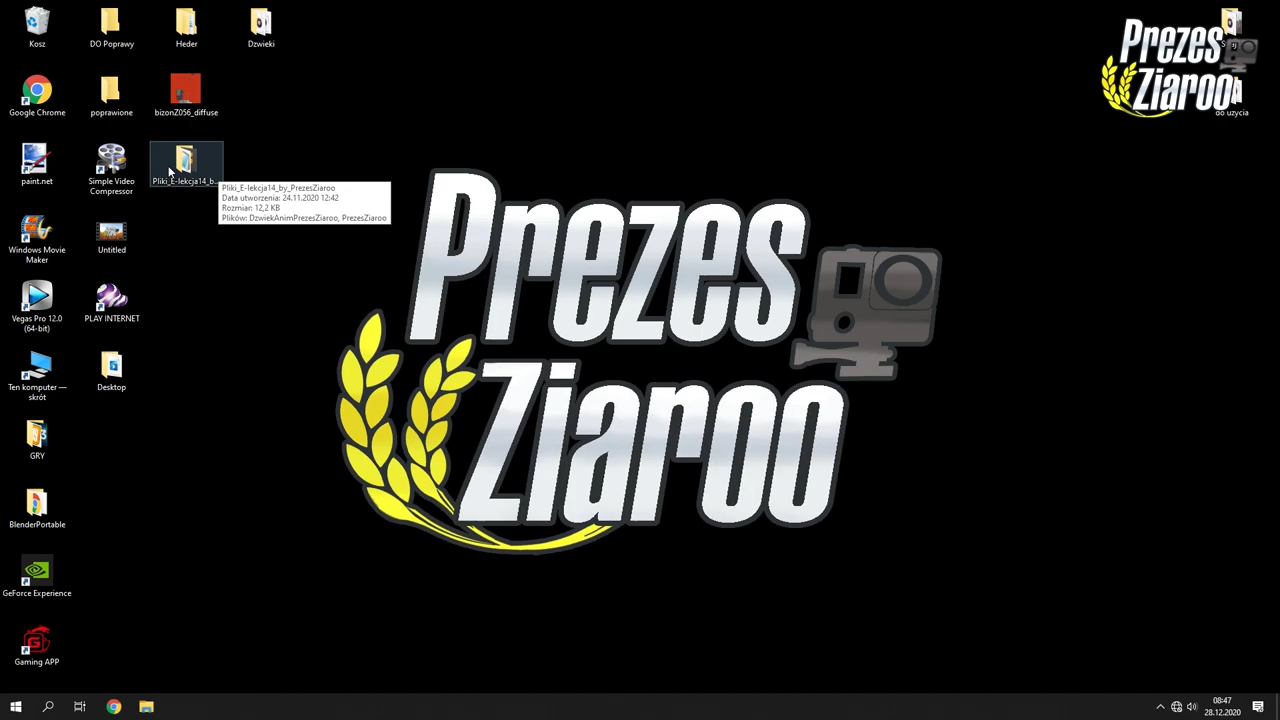 Kosz
DO Poprawy
Heder
Dzwieki
Google Chrome
poprawione
bizonZ056_diffuse
do uzycia
paint.net
Simple Video
Compressor
Pliki_E-lekcja14_b...
Pliki_E-lekcja14_by_PrezesZiaroo
Data utworzenia: 24.11.2020 12:42
Rozmiar: 12,2 KB
Plików: DzwiekAnimPrezesZiaroo, PrezesZiaroo
Windows Movie
Maker
Untitled
Vegas Pro 12.0
(64-bit)
PLAY INTERNET
Ten komputer —
skrót
Desktop
GRY
BlenderPortable
GeForce Experience
Gaming APP
Prezes
Ziaroo
Prezes
Ziaroo
08:47
28.12.2020